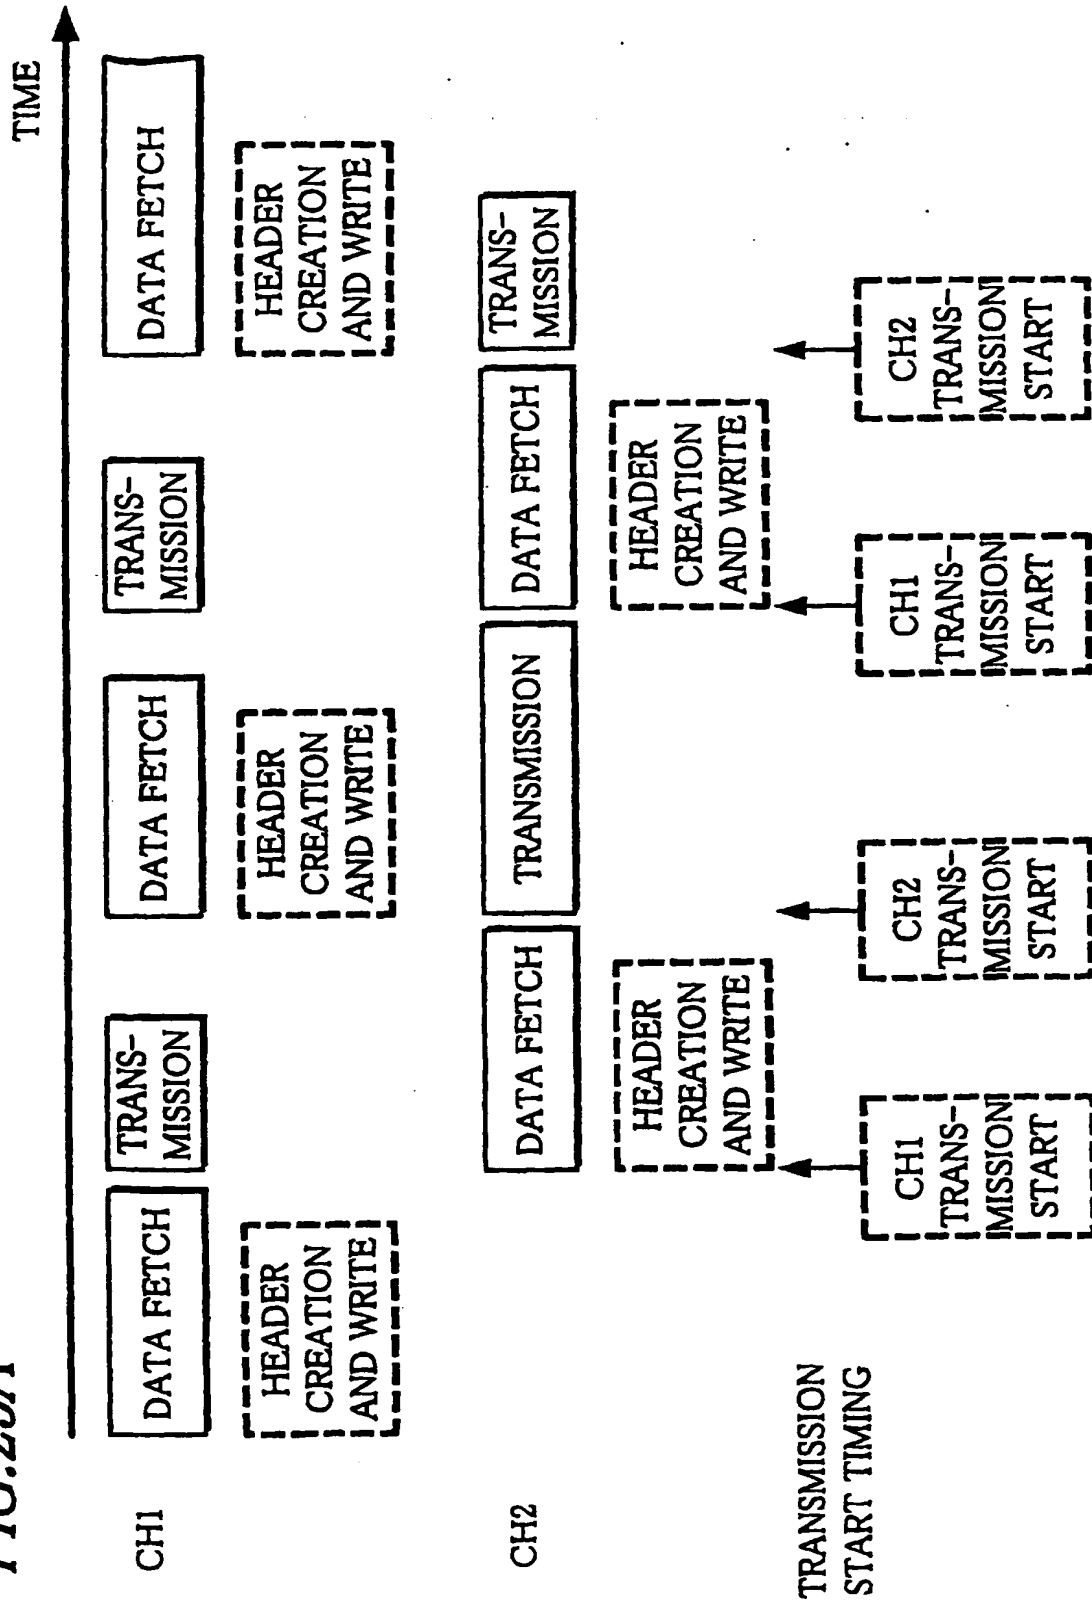 TIME
CH1
DATA FETCH
TRANS-
MISSION
DATA FETCH
TRANS-
MISSION
DATA FETCH
HEADER
CREATION
AND WRITE
HEADER
CREATION
AND WRITE
HEADER
CREATION
AND WRITE
CH2
DATA FETCH
TRANSMISSION
DATA FETCH
TRANS-
MISSION
HEADER
CREATION
AND WRITE
HEADER
CREATION
AND WRITE
TRANSMISSION
START TIMING
CH1
TRANS-
MISSION
START
CH2
TRANS-
MISSION
START
CH1
TRANS-
MISSION
START
CH2
TRANS-
MISSION
START